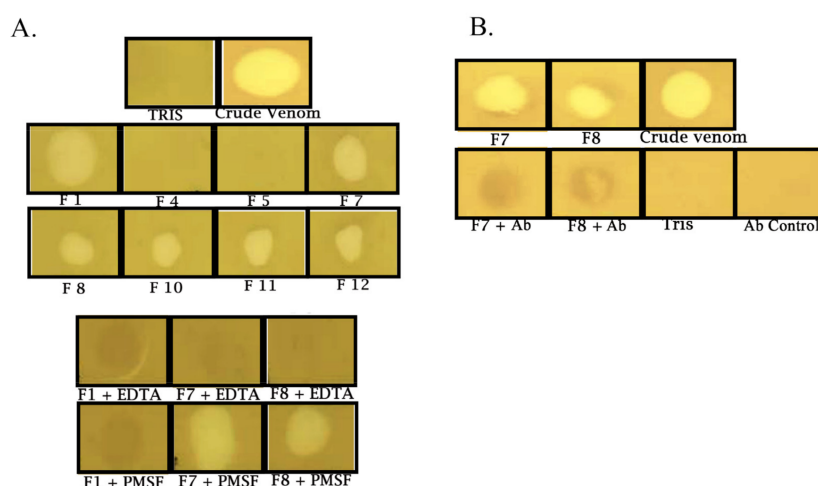 A.
TRIS Crude Venom
F 1 F 4 F 5 F 7
F 8 F 10 F 11 F 12
F1 + EDTA F7 + EDTA F8 + EDTA
F1 + PMSF F7 + PMSF F8 + PMSF
B.
F7 F8 Crude venom
F7 + Ab F8 + Ab Tris Ab Control